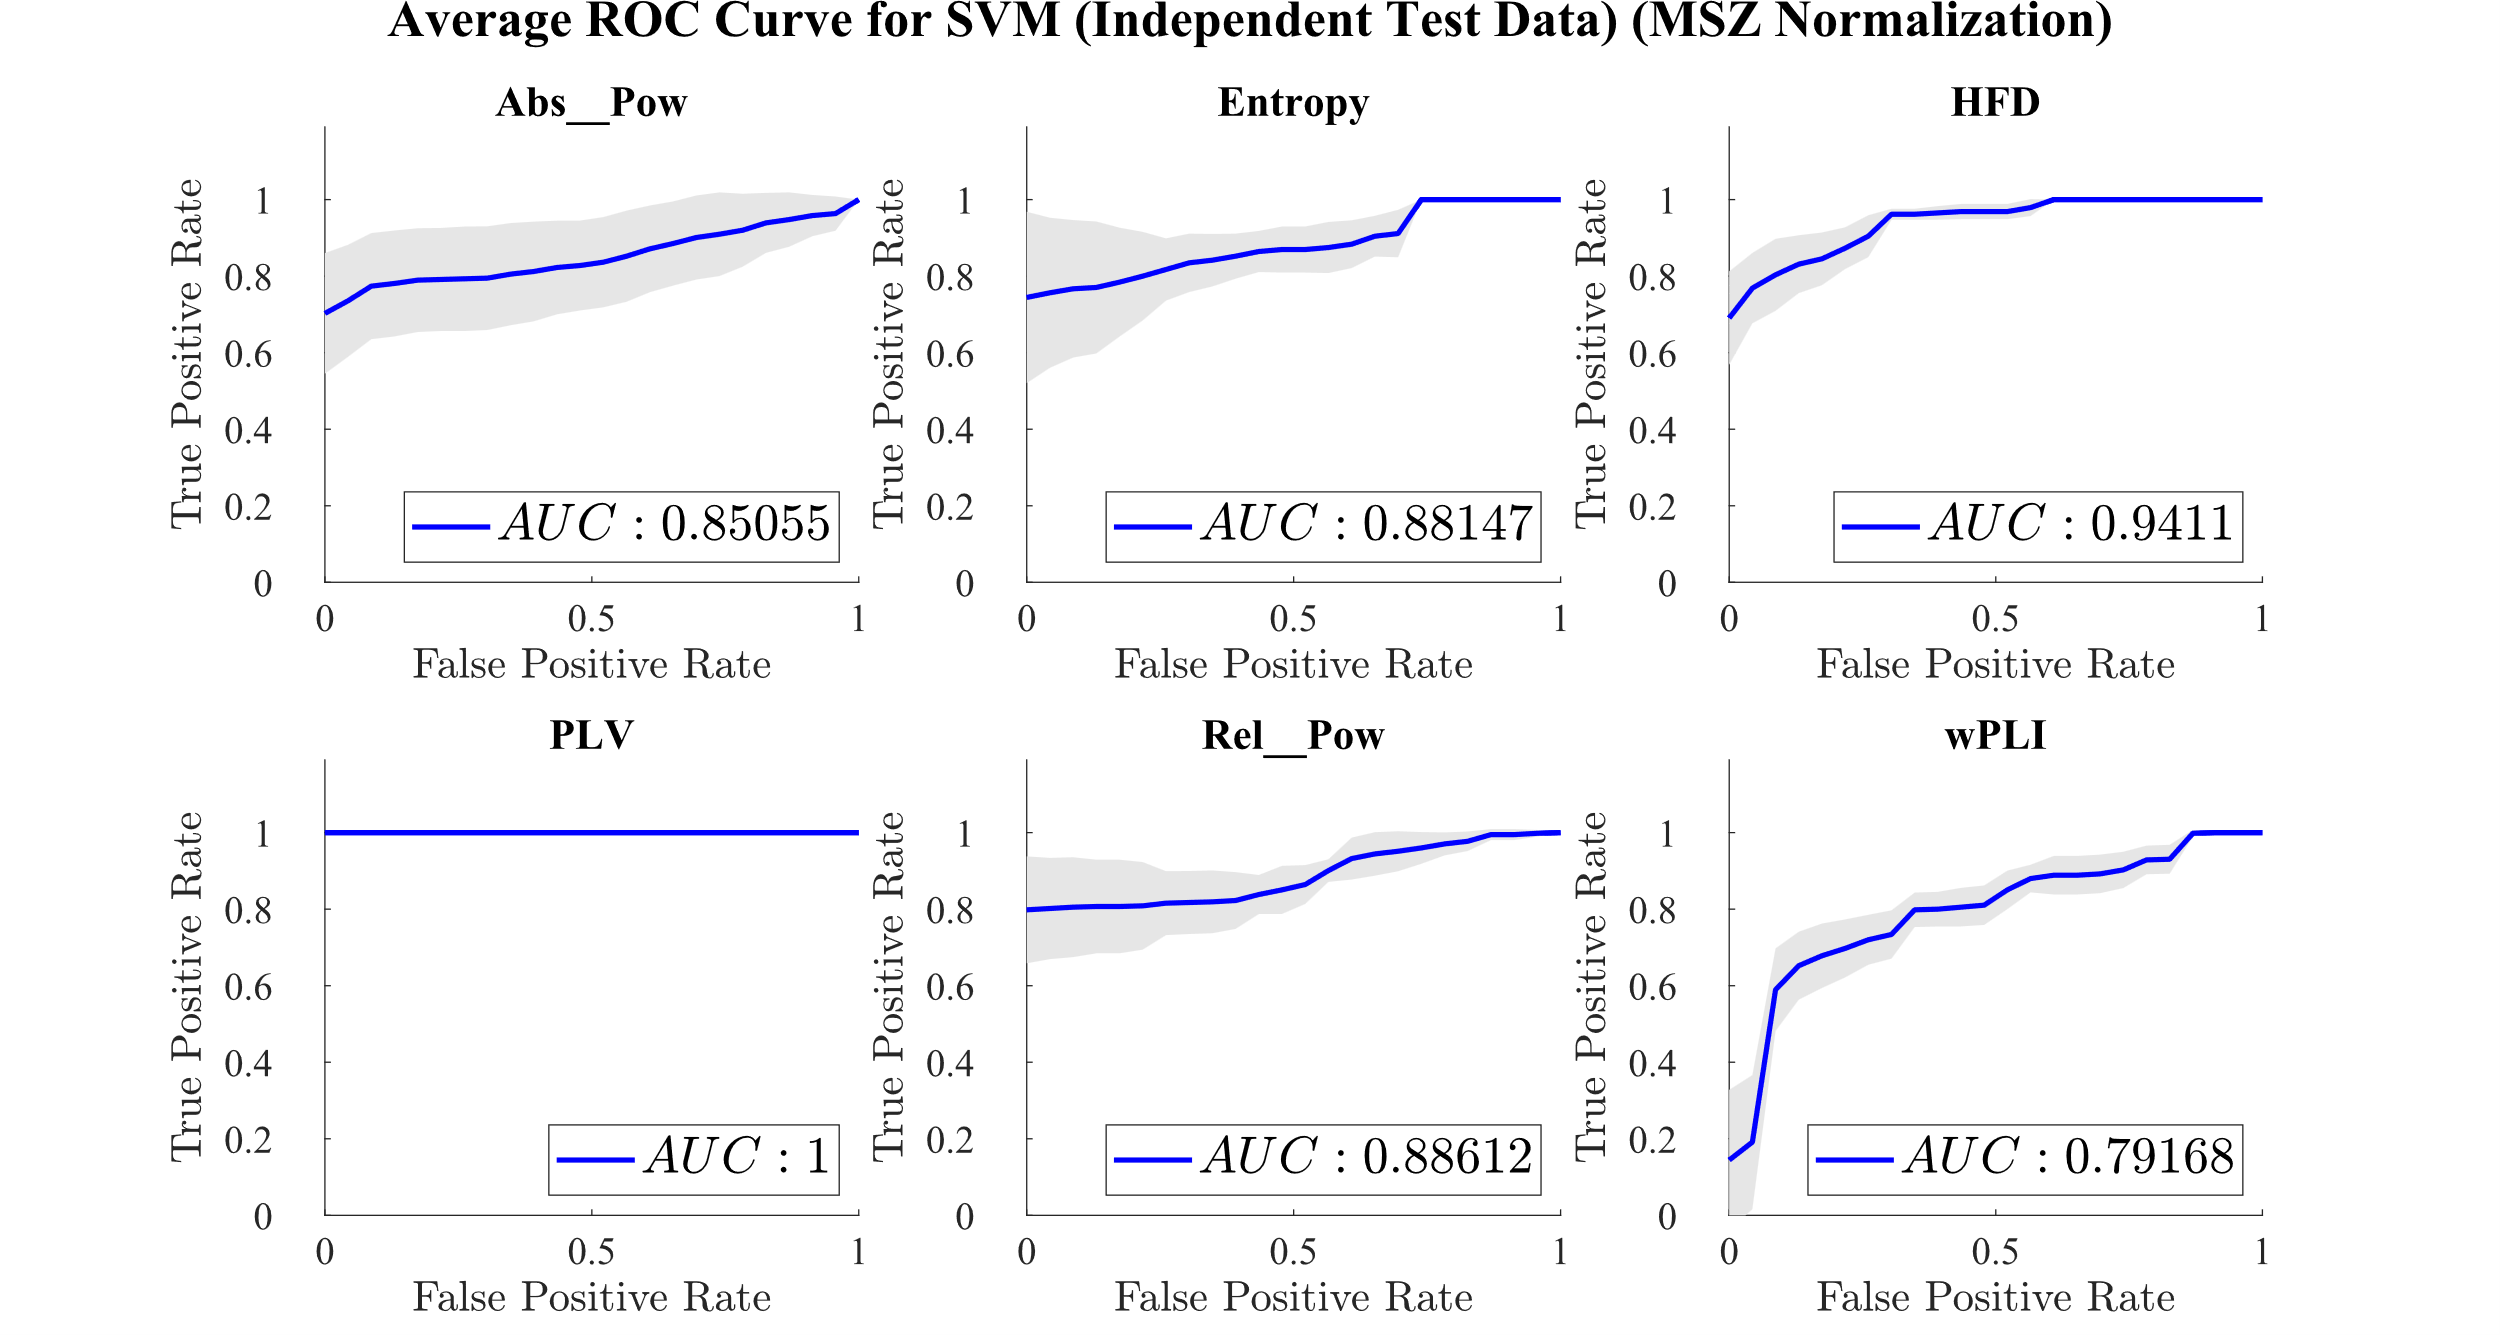 Average ROC Curve for SVM (Independent Test Data) (MSZ Normalization)
Abs__Pow
True Positive Rate
1
0.8
0.6
0.4
0.2
0
AUC : 0.85055
0 0.5 1
False Positive Rate
Entropy
True Positive Rate
1
0.8
0.6
0.4
0.2
0
AUC : 0.88147
0 0.5 1
False Positive Rate
HFD
True Positive Rate
1
0.8
0.6
0.4
0.2
0
AUC : 0.9411
0 0.5 1
False Positive Rate
PLV
True Positive Rate
1
0.8
0.6
0.4
0.2
0
AUC : 1
0 0.5 1
False Positive Rate
Rel__Pow
True Positive Rate
1
0.8
0.6
0.4
0.2
0
AUC : 0.88612
0 0.5 1
False Positive Rate
wPLI
True Positive Rate
1
0.8
0.6
0.4
0.2
0
AUC : 0.79168
0 0.5 1
False Positive Rate